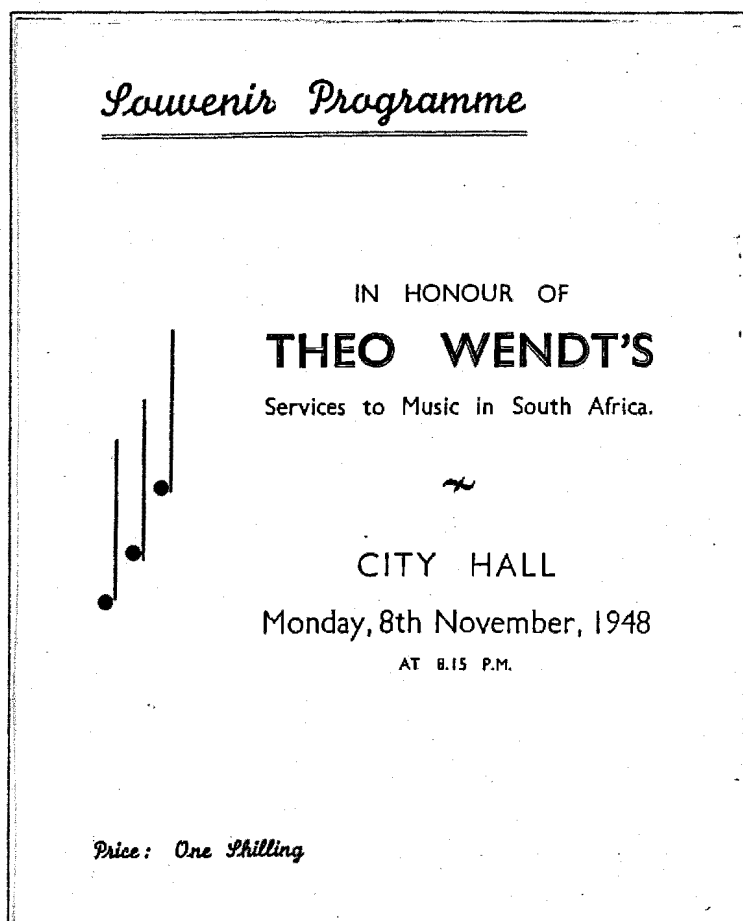 Souvenir Programme
IN HONOUR OF
THEO WENDT'S
Services to Music in South Africa.
CITY HALL
Monday, 8th November, 1948
AT 8.15 P.M.
Price: One Shilling